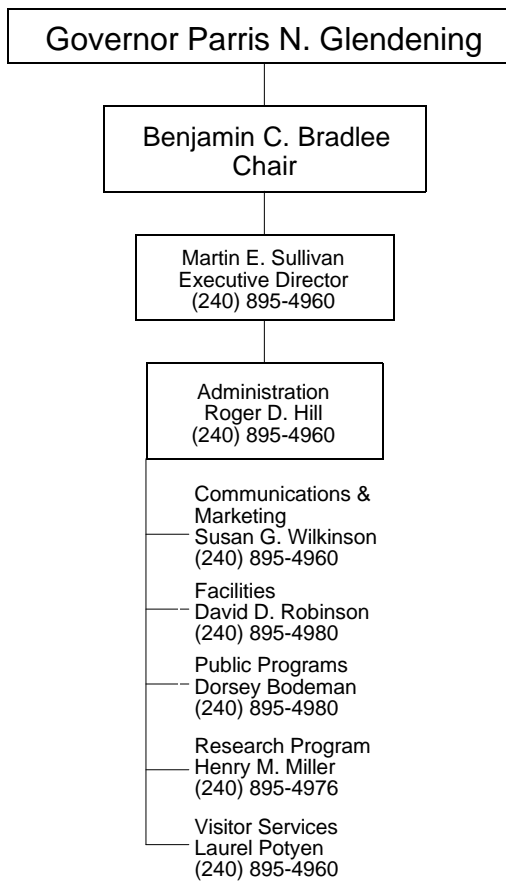 Governor Parris N. Glendening
Benjamin C. Bradlee
Chair
Martin E. Sullivan
Executive Director
(240) 895-4960
Administration
Roger D. Hill
(240) 895-4960
Communications &
Marketing
Susan G. Wilkinson
(240) 895-4960
Facilities
David D. Robinson
(240) 895-4980
Public Programs
Dorsey Bodeman
(240) 895-4980
Research Program
Henry M. Miller
(240) 895-4976
Visitor Services
Laurel Potyen
(240) 895-4960